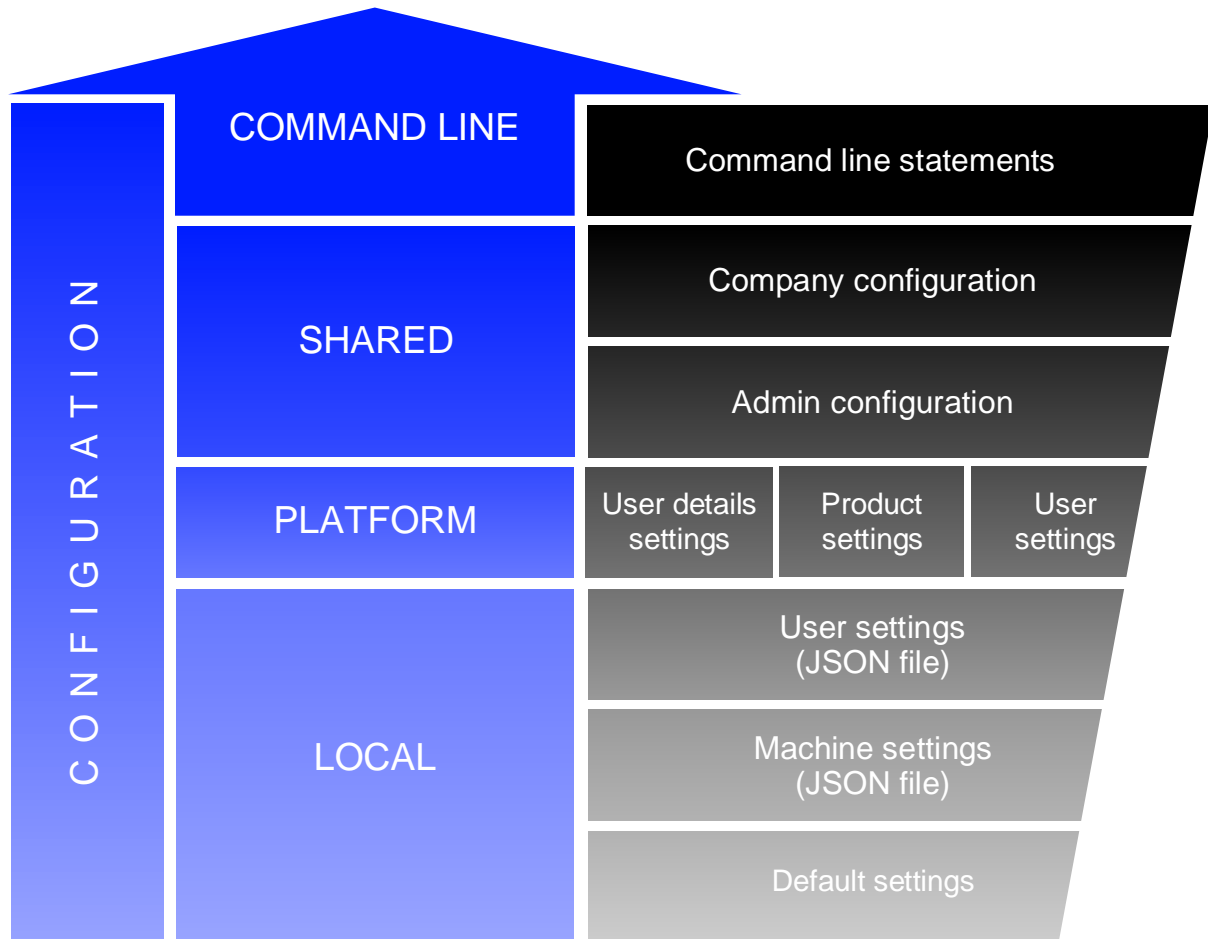 CONFIGURATION
COMMAND LINE
Command line statements
SHARED
Company configuration
Admin configuration
PLATFORM
User details
settings
Product
settings
User
settings
LOCAL
User settings
(JSON file)
Machine settings
(JSON file)
Default settings